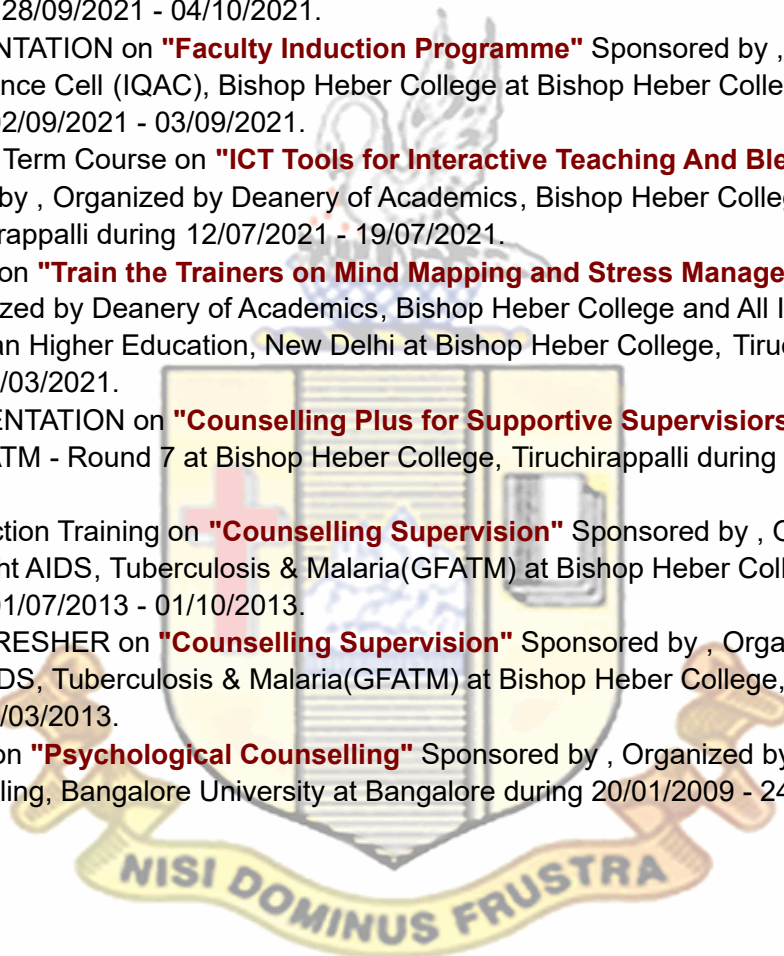 28/09/2021 - 04/10/2021.
NTATION on "Faculty Induction Programme" Sponsored by ,
nce Cell (IQAC), Bishop Heber College at Bishop Heber Colle
02/09/2021 - 03/09/2021.
Term Course on "ICT Tools for Interactive Teaching And Ble
by , Organized by Deanery of Academics, Bishop Heber Colle
rappalli during 12/07/2021 - 19/07/2021.
on "Train the Trainers on Mind Mapping and Stress Manage
zed by Deanery of Academics, Bishop Heber College and All I
an Higher Education, New Delhi at Bishop Heber College, Tiru
/03/2021.
ENTATION on "Counselling Plus for Supportive Supervisiors
ATM - Round 7 at Bishop Heber College, Tiruchirappalli during
ction Training on "Counselling Supervision" Sponsored by , O
ht AIDS, Tuberculosis & Malaria(GFATM) at Bishop Heber Coll
01/07/2013 - 01/10/2013.
RESHER on "Counselling Supervision" Sponsored by , Orga
DS, Tuberculosis & Malaria(GFATM) at Bishop Heber College,
/03/2013.
on "Psychological Counselling" Sponsored by , Organized by
ling, Bangalore University at Bangalore during 20/01/2009 - 24
NISI DOMINUS FRUSTRA